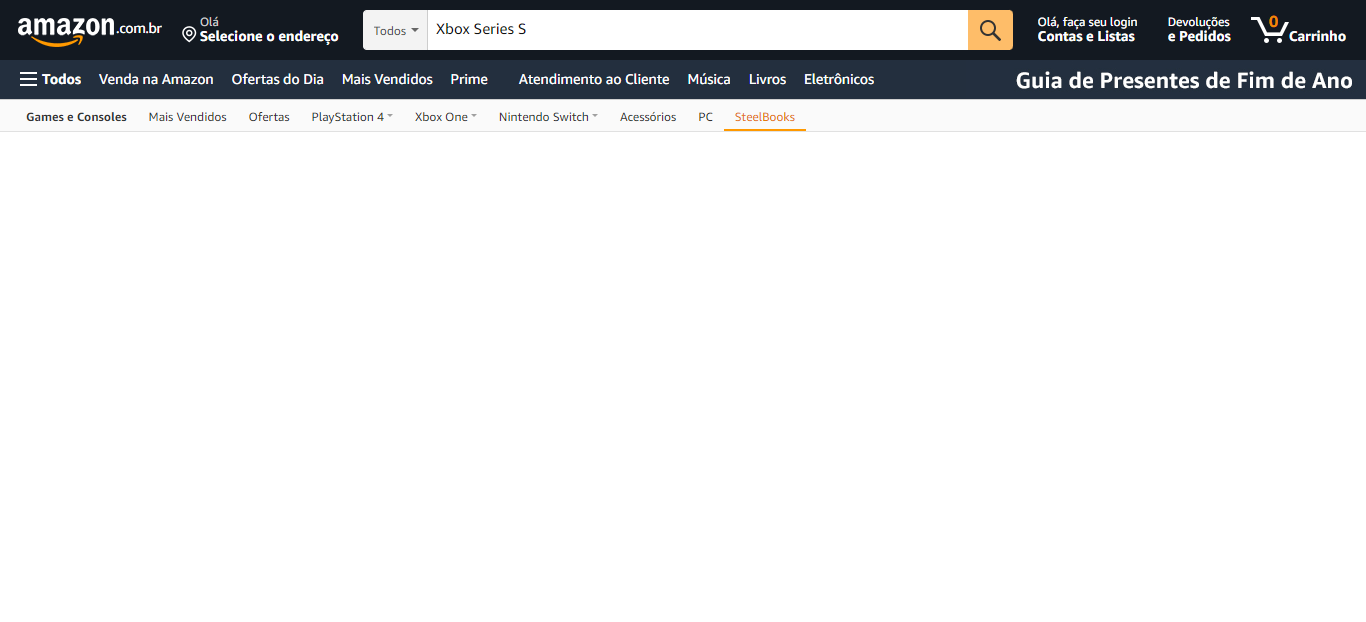 amazon.com.br
Olá
Selecione o endereço
Todos
Xbox Series S
Olá, faça seu login
Contas e Listas
Devoluções
e Pedidos
0
Carrinho
Todos
Venda na Amazon
Ofertas do Dia
Mais Vendidos
Prime
Atendimento ao Cliente
Música
Livros
Eletrônicos
Guia de Presentes de Fim de Ano
Games e Consoles
Mais Vendidos
Ofertas
PlayStation 4
Xbox One
Nintendo Switch
Acessórios
PC
SteelBooks